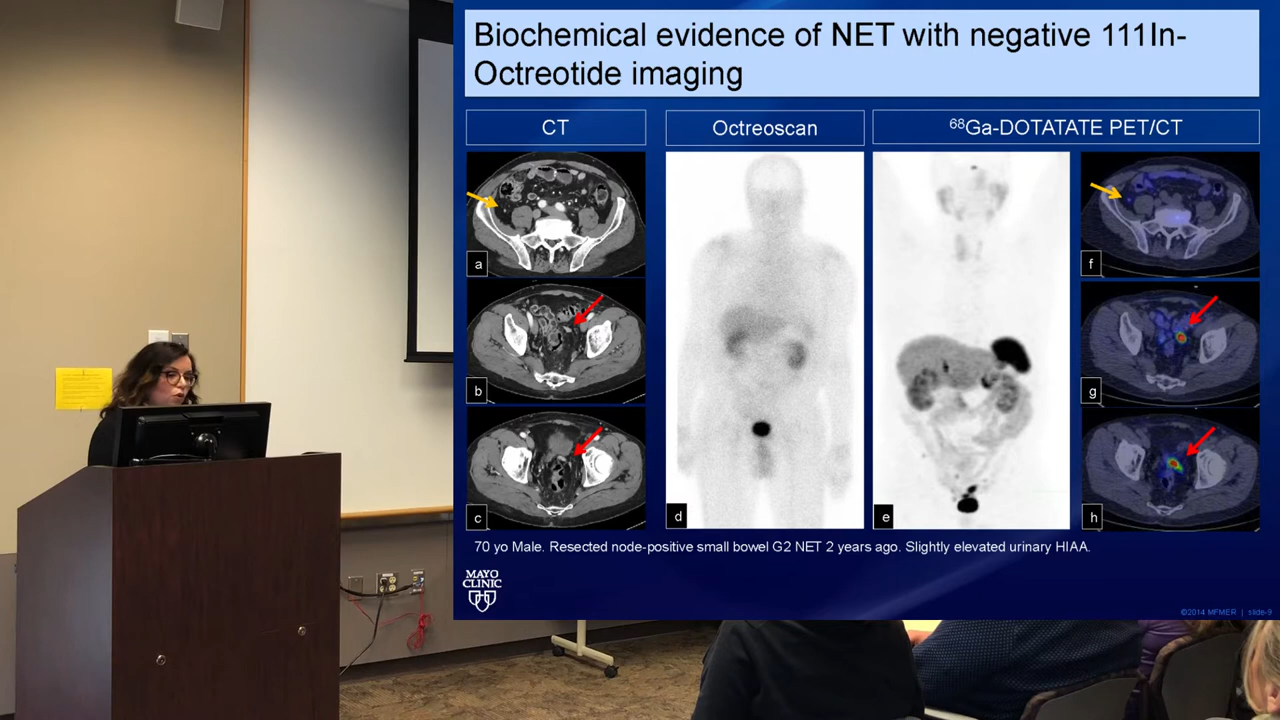 Biochemical evidence of NET with negative 111In-
Octreotide imaging
CT
Octreoscan
68Ga-DOTATATE PET/CT
a
b
c
d
e
f
g
h
70 yo Male. Resected node-positive small bowel G2 NET 2 years ago. Slightly elevated urinary HIAA.
MAYO
CLINIC
©2014 MFMER | slide-9